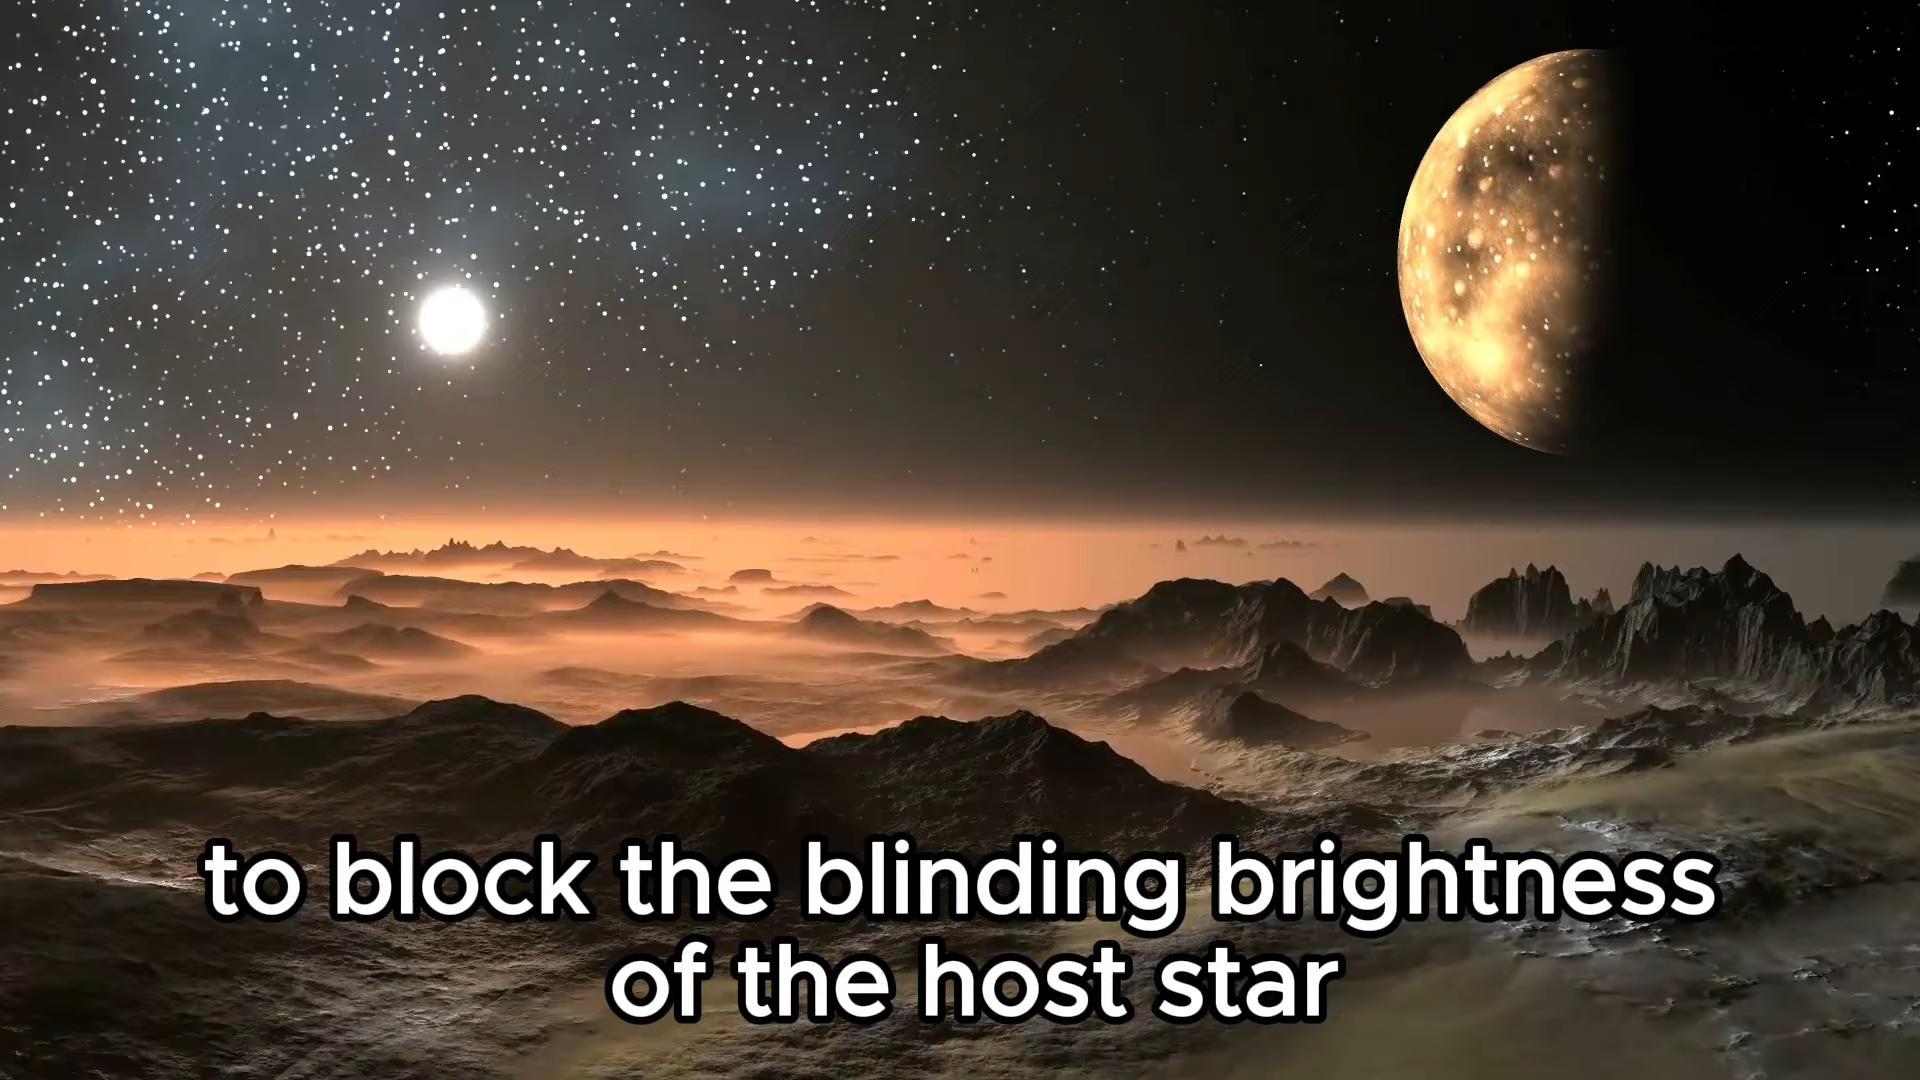 to block the blinding brightness
of the host star